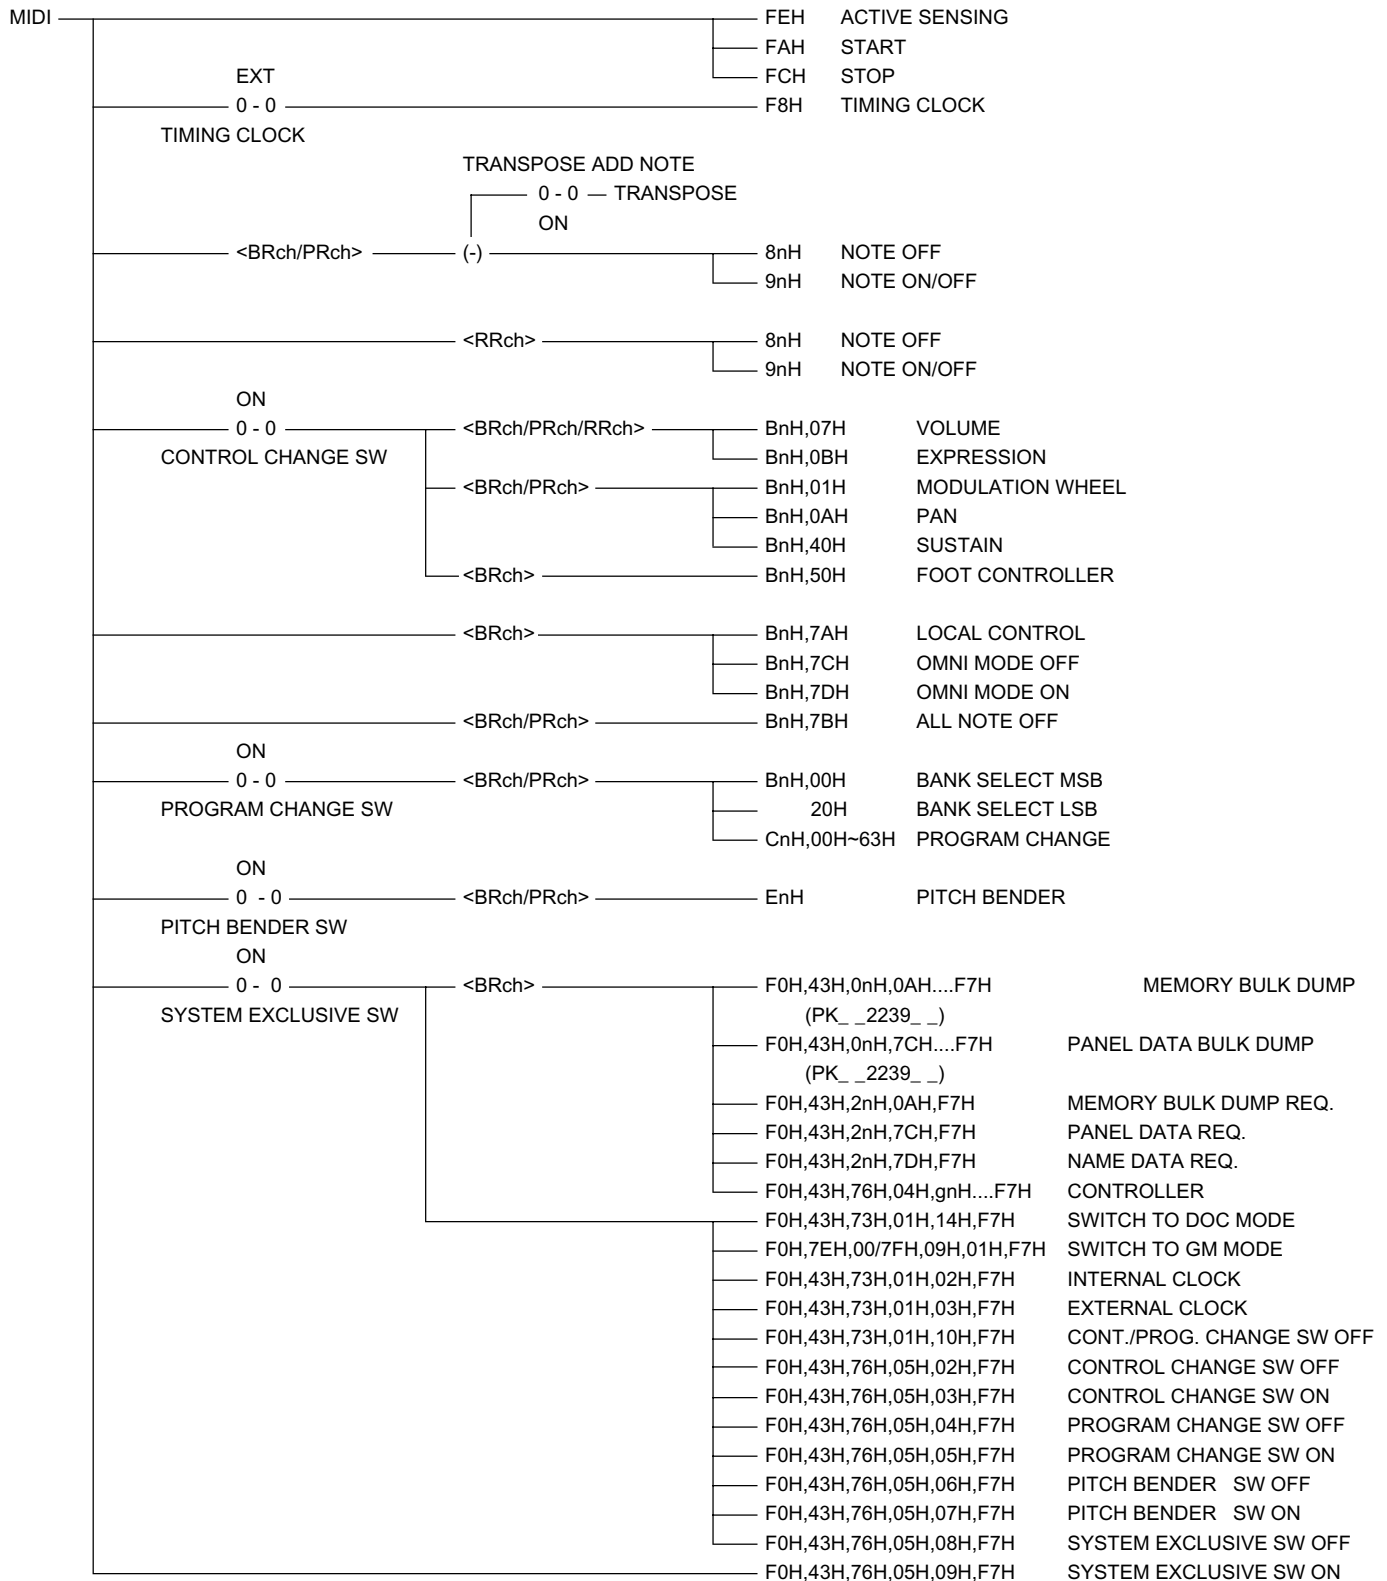 MIDI FEH ACTIVE SENSING
FAH START
EXT FCH STOP
0 - 0 F8H TIMING CLOCK
TIMING CLOCK
TRANSPOSE ADD NOTE
0 - 0 TRANSPOSE
ON
<BRch/PRch> (-) 8nH NOTE OFF
9nH NOTE ON/OFF
<RRch> 8nH NOTE OFF
9nH NOTE ON/OFF
ON
0 - 0 <BRch/PRch/RRch> BnH,07H VOLUME
CONTROL CHANGE SW BnH,0BH EXPRESSION
<BRch/PRch> BnH,01H MODULATION WHEEL
BnH,0AH PAN
BnH,40H SUSTAIN
<BRch> BnH,50H FOOT CONTROLLER
<BRch> BnH,7AH LOCAL CONTROL
BnH,7CH OMNI MODE OFF
BnH,7DH OMNI MODE ON
<BRch/PRch> BnH,7BH ALL NOTE OFF
ON
0 - 0 <BRch/PRch> BnH,00H BANK SELECT MSB
PROGRAM CHANGE SW 20H BANK SELECT LSB
CnH,00H~63H PROGRAM CHANGE
ON
0 - 0 <BRch/PRch> EnH PITCH BENDER
PITCH BENDER SW
ON
0 - 0 <BRch> F0H,43H,0nH,0AH....F7H MEMORY BULK DUMP
SYSTEM EXCLUSIVE SW (PK_ _2239_ _)
F0H,43H,0nH,7CH....F7H PANEL DATA BULK DUMP
(PK_ _2239_ _)
F0H,43H,2nH,0AH,F7H MEMORY BULK DUMP REQ.
F0H,43H,2nH,7CH,F7H PANEL DATA REQ.
F0H,43H,2nH,7DH,F7H NAME DATA REQ.
F0H,43H,76H,04H,gnH....F7H CONTROLLER
F0H,43H,73H,01H,14H,F7H SWITCH TO DOC MODE
F0H,7EH,00/7FH,09H,01H,F7H SWITCH TO GM MODE
F0H,43H,73H,01H,02H,F7H INTERNAL CLOCK
F0H,43H,73H,01H,03H,F7H EXTERNAL CLOCK
F0H,43H,73H,01H,10H,F7H CONT./PROG. CHANGE SW OFF
F0H,43H,76H,05H,02H,F7H CONTROL CHANGE SW OFF
F0H,43H,76H,05H,03H,F7H CONTROL CHANGE SW ON
F0H,43H,76H,05H,04H,F7H PROGRAM CHANGE SW OFF
F0H,43H,76H,05H,05H,F7H PROGRAM CHANGE SW ON
F0H,43H,76H,05H,06H,F7H PITCH BENDER SW OFF
F0H,43H,76H,05H,07H,F7H PITCH BENDER SW ON
F0H,43H,76H,05H,08H,F7H SYSTEM EXCLUSIVE SW OFF
F0H,43H,76H,05H,09H,F7H SYSTEM EXCLUSIVE SW ON